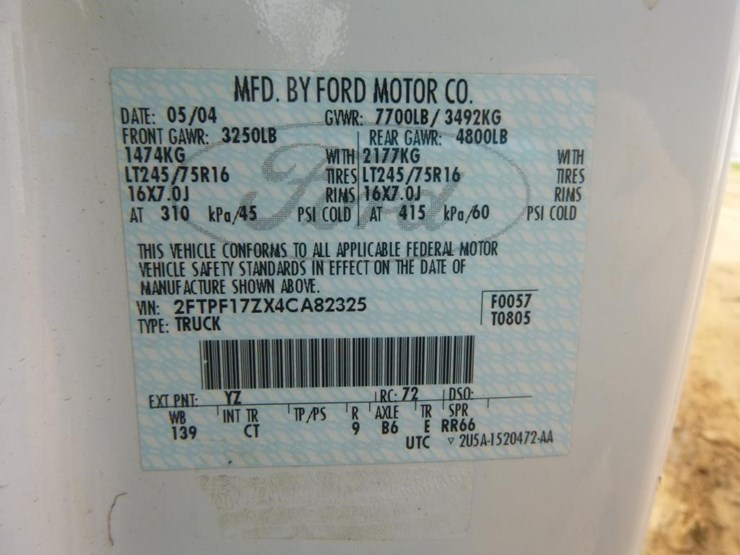 MFD. BY FORD MOTOR CO.
DATE: 05/04 GVWR: 7700LB/3492KG
FRONT GAWR: 3250LB REAR GAWR: 4800LB
1474KG WITH 2177KG WITH
LT245/75R16 TIRES LT245/75R16 TIRES
16X7.0J RIMS 16X7.0J RIMS
AT 310 kPa/45 PSI COLD AT 415 kPa/60 PSI COLD
Ford
THIS VEHICLE CONFORMS TO ALL APPLICABLE FEDERAL MOTOR
VEHICLE SAFETY STANDARDS IN EFFECT ON THE DATE OF
MANUFACTURE SHOWN ABOVE.
VIN: 2FTPF17ZX4CA82325 F0057
TYPE: TRUCK T0805
EXT PNT: YZ RC: 72 DSO:
WB INT TR TP/PS R AXLE TR SPR
139 CT 9 B6 E RR66
UTC ▽ 2U5A-1520472-AA